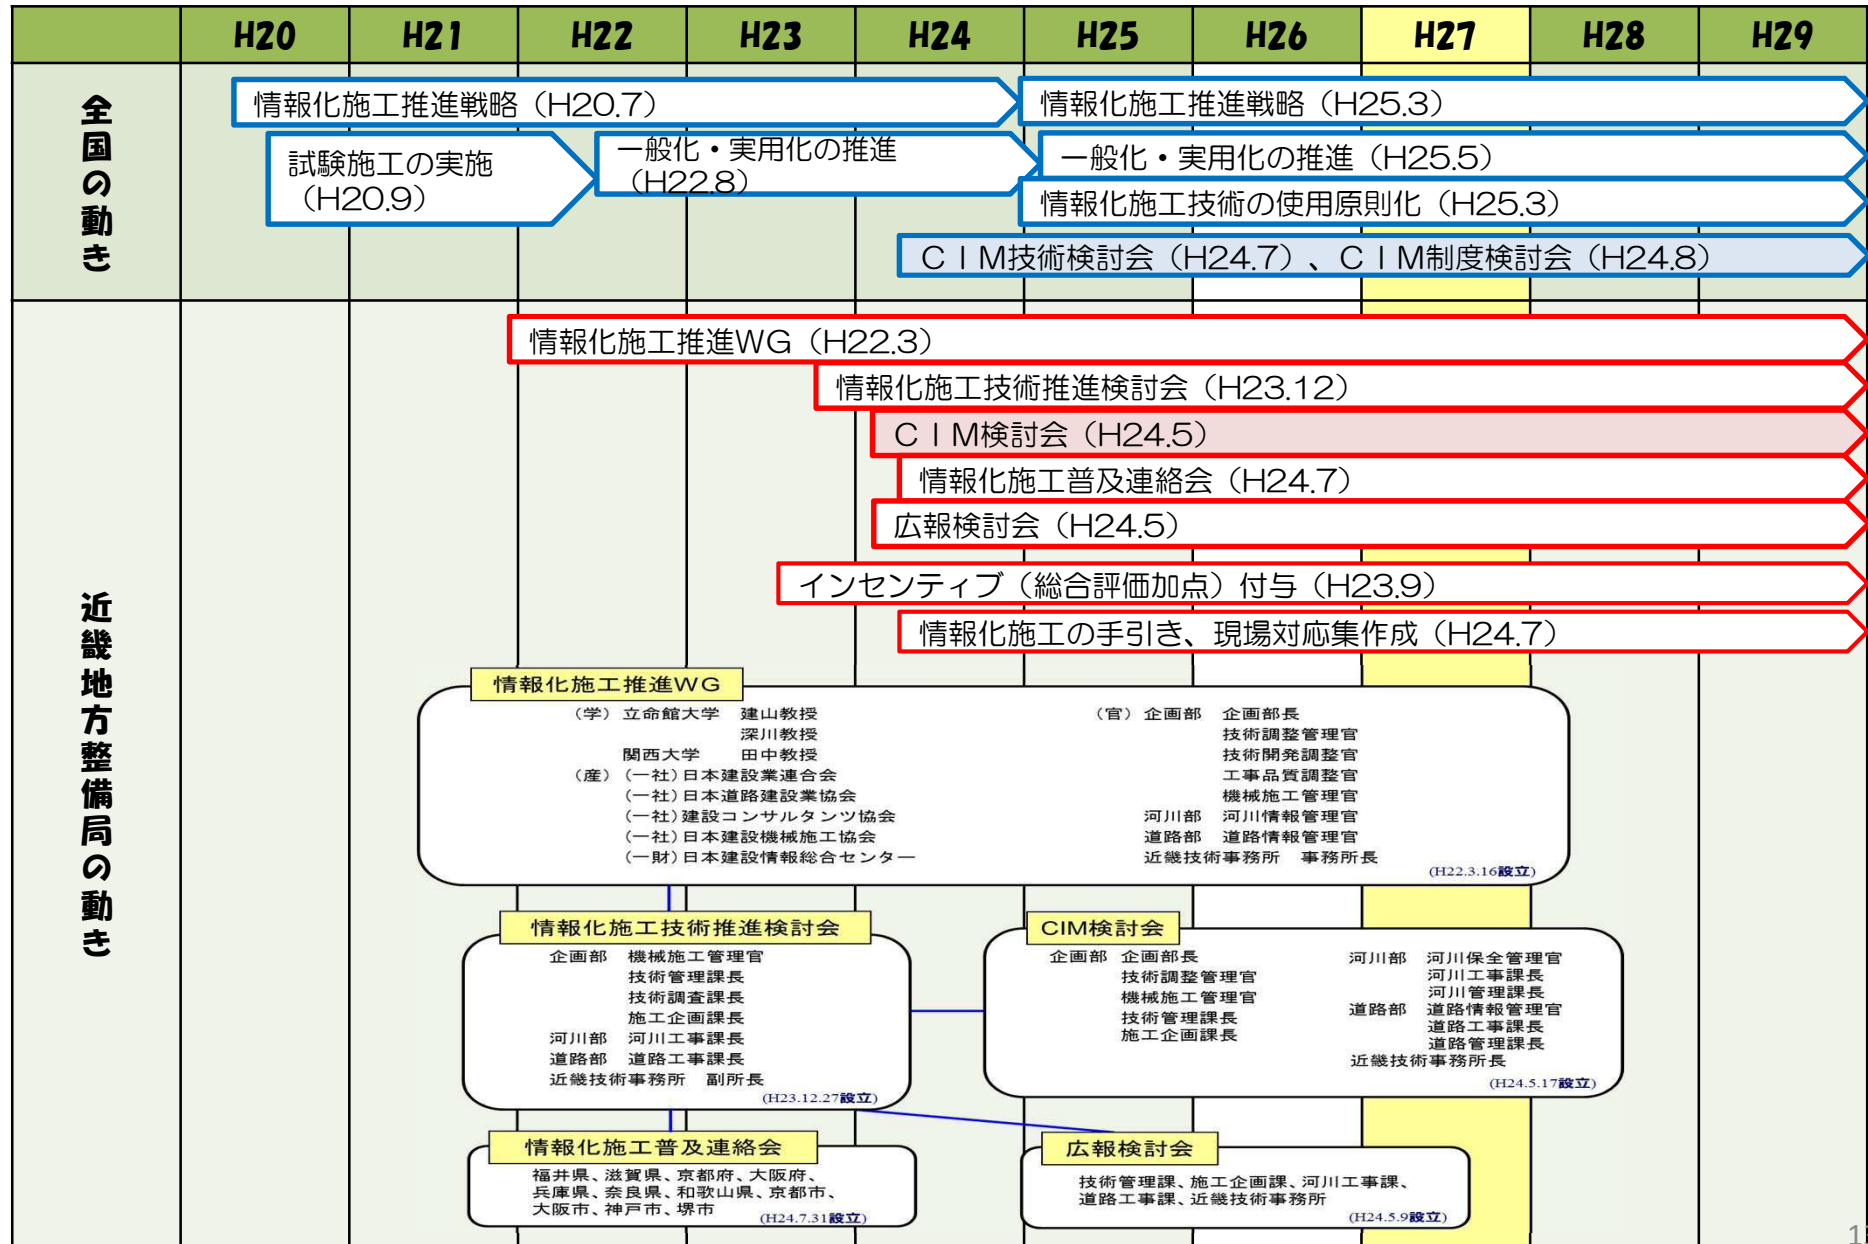 H20 H21 H22 H23 H24 H25 H26 H27 H28 H29
全国の動き
情報化施工推進戦略（H20.7）
情報化施工推進戦略（H25.3）
試験施工の実施
（H20.9）
一般化・実用化の推進
（H22.8）
一般化・実用化の推進（H25.5）
情報化施工技術の使用原則化（H25.3）
ＣＩＭ技術検討会（H24.7）、ＣＩＭ制度検討会（H24.8）
近畿地方整備局の動き
情報化施工推進WG（H22.3）
情報化施工技術推進検討会（H23.12）
ＣＩＭ検討会（H24.5）
情報化施工普及連絡会（H24.7）
広報検討会（H24.5）
インセンティブ（総合評価加点）付与（H23.9）
情報化施工の手引き、現場対応集作成（H24.7）
情報化施工推進WG
（学）立命館大学 建山教授
深川教授
関西大学 田中教授
（産）（一社）日本建設業連合会
（一社）日本道路建設業協会
（一社）建設コンサルタンツ協会
（一社）日本建設機械施工協会
（一財）日本建設情報総合センター
（官）企画部 企画部長
技術調整管理官
技術開発調整官
工事品質調整官
機械施工管理官
河川部 河川情報管理官
道路部 道路情報管理官
近畿技術事務所 事務所長
(H22.3.16設立)
情報化施工技術推進検討会
企画部 機械施工管理官
技術管理課長
技術調査課長
施工企画課長
河川部 河川工事課長
道路部 道路工事課長
近畿技術事務所 副所長
(H23.12.27設立)
CIM検討会
企画部 企画部長
技術調整管理官
機械施工管理官
技術管理課長
施工企画課長
河川部 河川保全管理官
河川工事課長
河川管理課長
道路部 道路情報管理官
道路工事課長
道路管理課長
近畿技術事務所長
(H24.5.17設立)
情報化施工普及連絡会
福井県、滋賀県、京都府、大阪府、
兵庫県、奈良県、和歌山県、京都市、
大阪市、神戸市、堺市
(H24.7.31設立)
広報検討会
技術管理課、施工企画課、河川工事課、
道路工事課、近畿技術事務所
(H24.5.9設立)